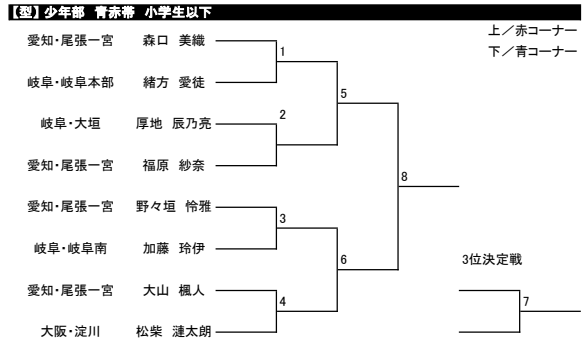 【型】 少年部 青赤帯 小学生以下
上／赤コーナー
下／青コーナー
愛知・尾張一宮 森口 美織
1
岐阜・岐阜本部 緒方 愛徒
5
岐阜・大垣 厚地 辰乃亮
2
愛知・尾張一宮 福原 紗奈
8
愛知・尾張一宮 野々垣 怜雅
3
岐阜・岐阜南 加藤 玲伊
6
3位決定戦
愛知・尾張一宮 大山 楓人
4
7
大阪・淀川 松柴 漣太朗